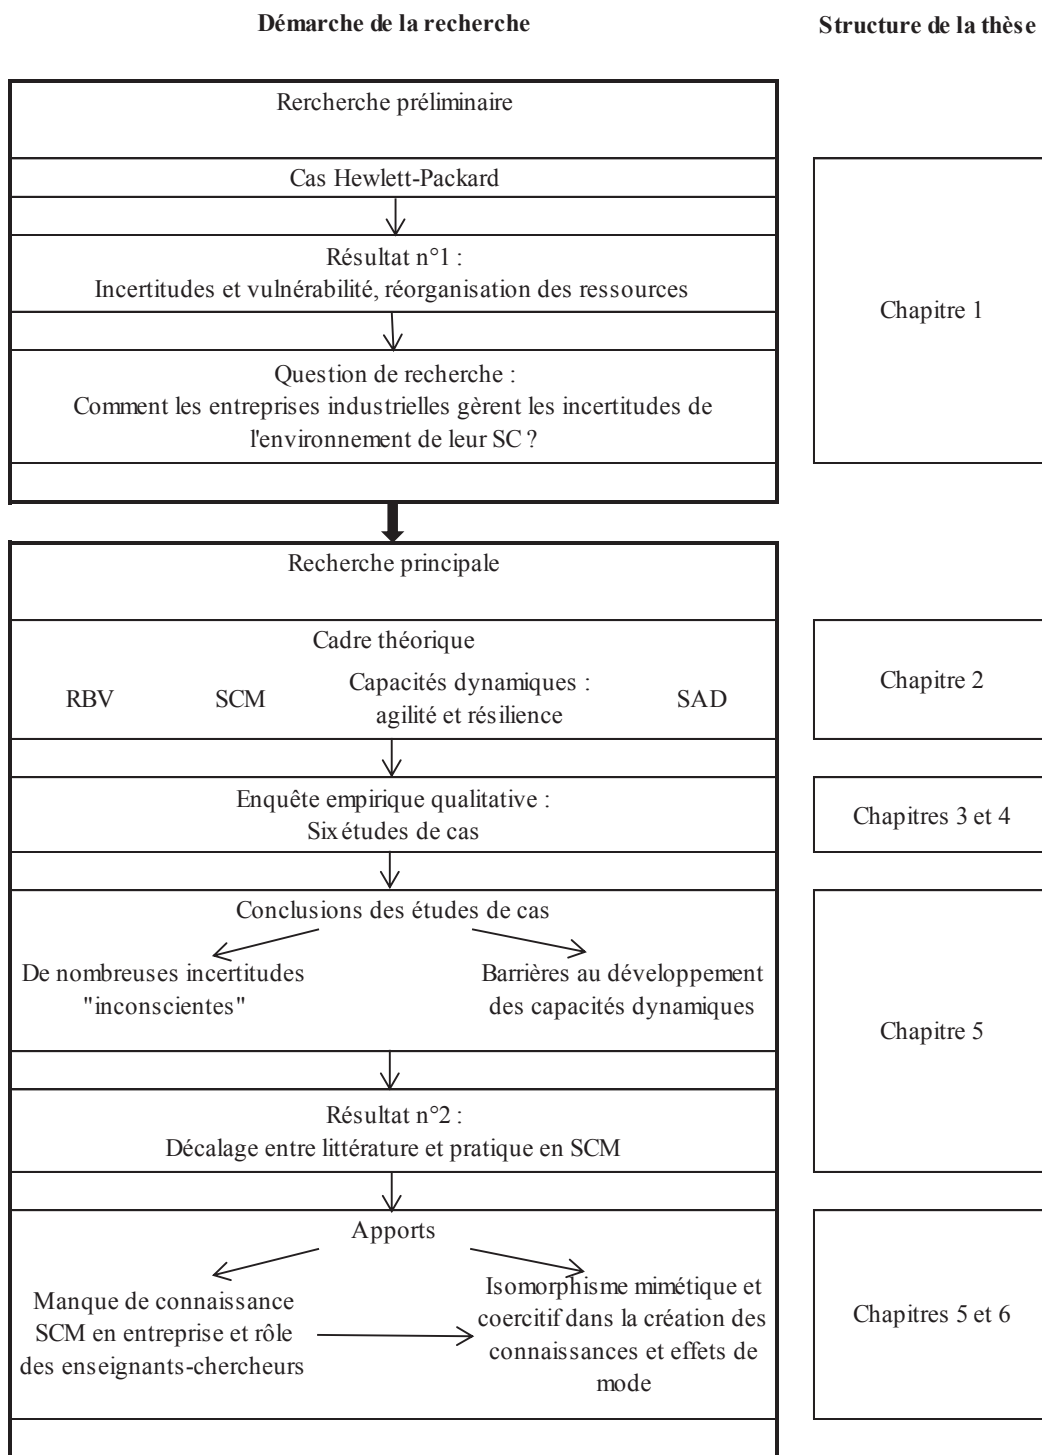 Démarche de la recherche
Structure de la thèse
Rercherche préliminaire
Cas Hewlett-Packard
Résultat n°1 :
Incertitudes et vulnérabilité, réorganisation des ressources
Question de recherche :
Comment les entreprises industrielles gèrent les incertitudes de
l'environnement de leur SC ?
Chapitre 1
Recherche principale
Cadre théorique
RBV
SCM
Capacités dynamiques :
agilité et résilience
SAD
Chapitre 2
Enquête empirique qualitative :
Six études de cas
Chapitres 3 et 4
Conclusions des études de cas
De nombreuses incertitudes
"inconscientes"
Barrières au développement
des capacités dynamiques
Résultat n°2 :
Décalage entre littérature et pratique en SCM
Chapitre 5
Apports
Manque de connaissance
SCM en entreprise et rôle
des enseignants-chercheurs
Isomorphisme mimétique et
coercitif dans la création des
connaissances et effets de
mode
Chapitres 5 et 6